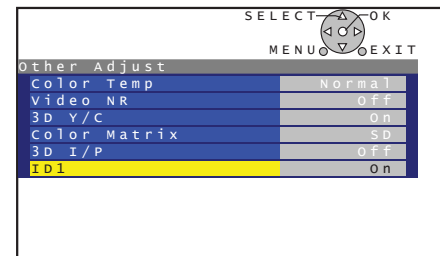 SELECT OK
MENU EXIT
Other Adjust
Color Temp Normal
Video NR Off
3D Y/C On
Color Matrix SD
3D I/P Off
ID1 On